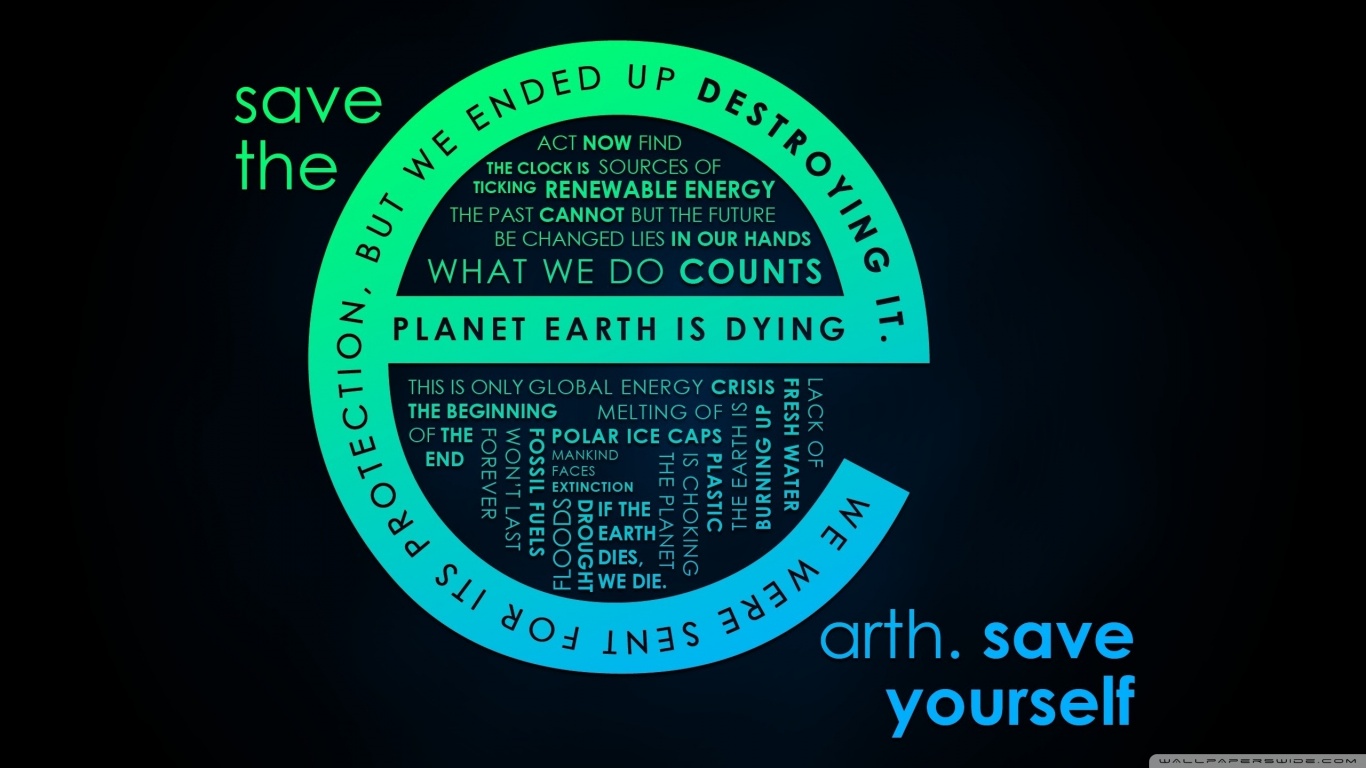 save
the
WE WERE SENT FOR ITS PROTECTION, BUT WE ENDED UP DESTROYING IT.
ACT NOW FIND
THE CLOCK IS SOURCES OF
TICKING RENEWABLE ENERGY
THE PAST CANNOT BUT THE FUTURE
BE CHANGED LIES IN OUR HANDS
WHAT WE DO COUNTS
PLANET EARTH IS DYING
THIS IS ONLY GLOBAL ENERGY CRISIS
THE BEGINNING MELTING OF
OF THE POLAR ICE CAPS
END
MANKIND
FACES
EXTINCTION
FOREVER
WON'T LAST
FOSSIL FUELS
FLOODS
DROUGHT
IF THE
EARTH
DIES,
WE DIE.
THE PLANET
IS CHOKING
PLASTIC
THE EARTH IS
BURNING UP
FRESH WATER
LACK OF
arth. save
yourself
WALLPAPERSWIDE.COM